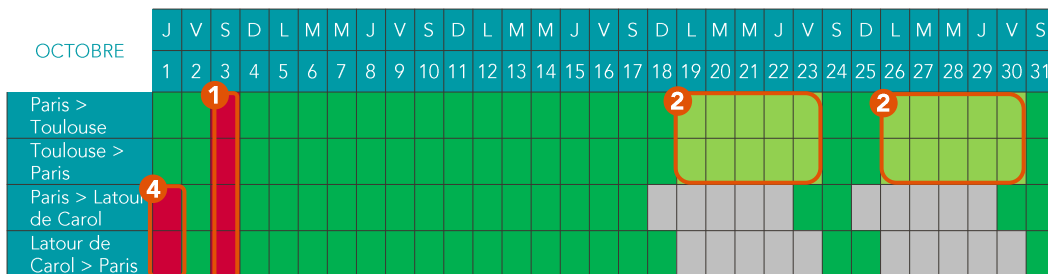 OCTOBRE
J V S D L M M J V S D L M M J V S D L M M J V S D L M M J V S
1 2 3 4 5 6 7 8 9 10 11 12 13 14 15 16 17 18 19 20 21 22 23 24 25 26 27 28 29 30 31
1
2
2
Paris >
Toulouse
Toulouse >
Paris
4
Paris > Latour
de Carol
Latour de
Carol > Paris